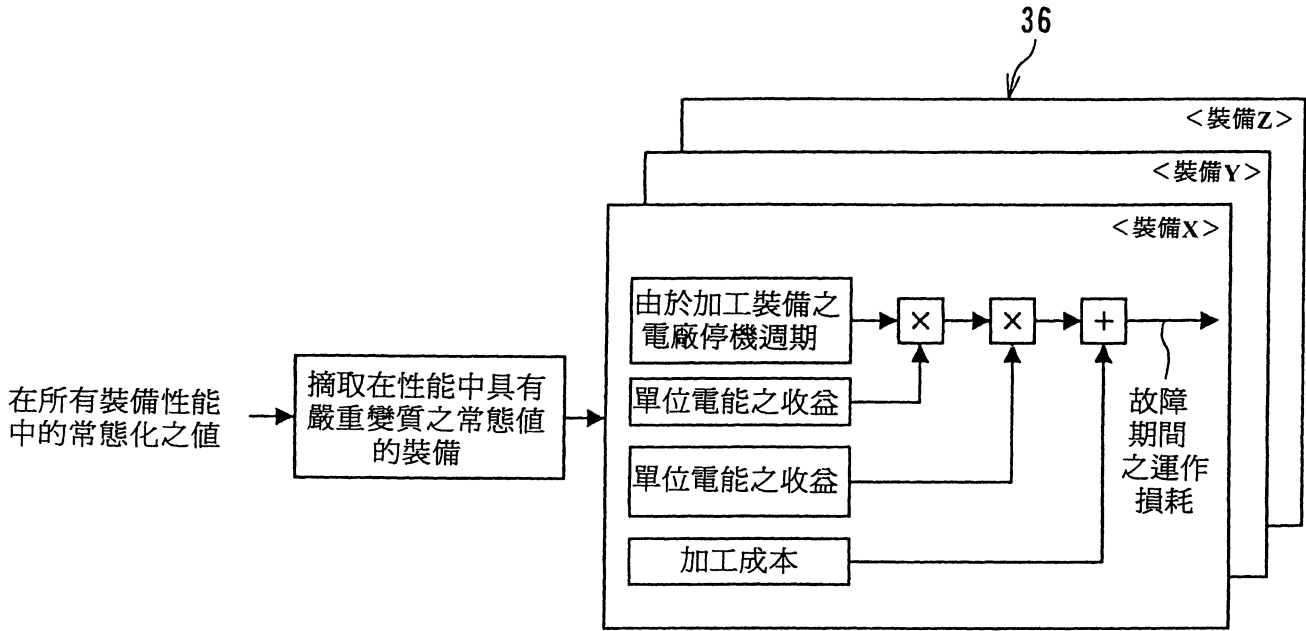 36
<裝備Z>
<裝備Y>
<裝備X>
由於加工裝備之
電廠停機週期
×
×
+
單位電能之收益
單位電能之收益
加工成本
在所有裝備性能
中的常態化之值
摘取在性能中具有
嚴重變質之常態值
的裝備
故障
期間
之運作
損耗